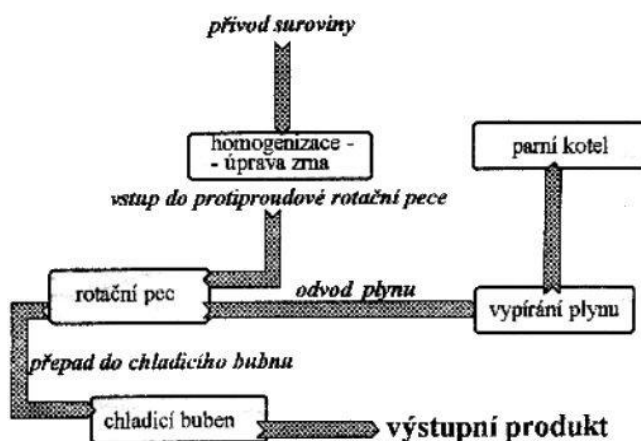 přívod suroviny
homogenizace -
- úprava zrna
parní kotel
vstup do protiproudové rotační pece
rotační pec
odvod plynu
vypírání plynu
přepad do chladicího bubnu
chladicí buben
výstupní produkt